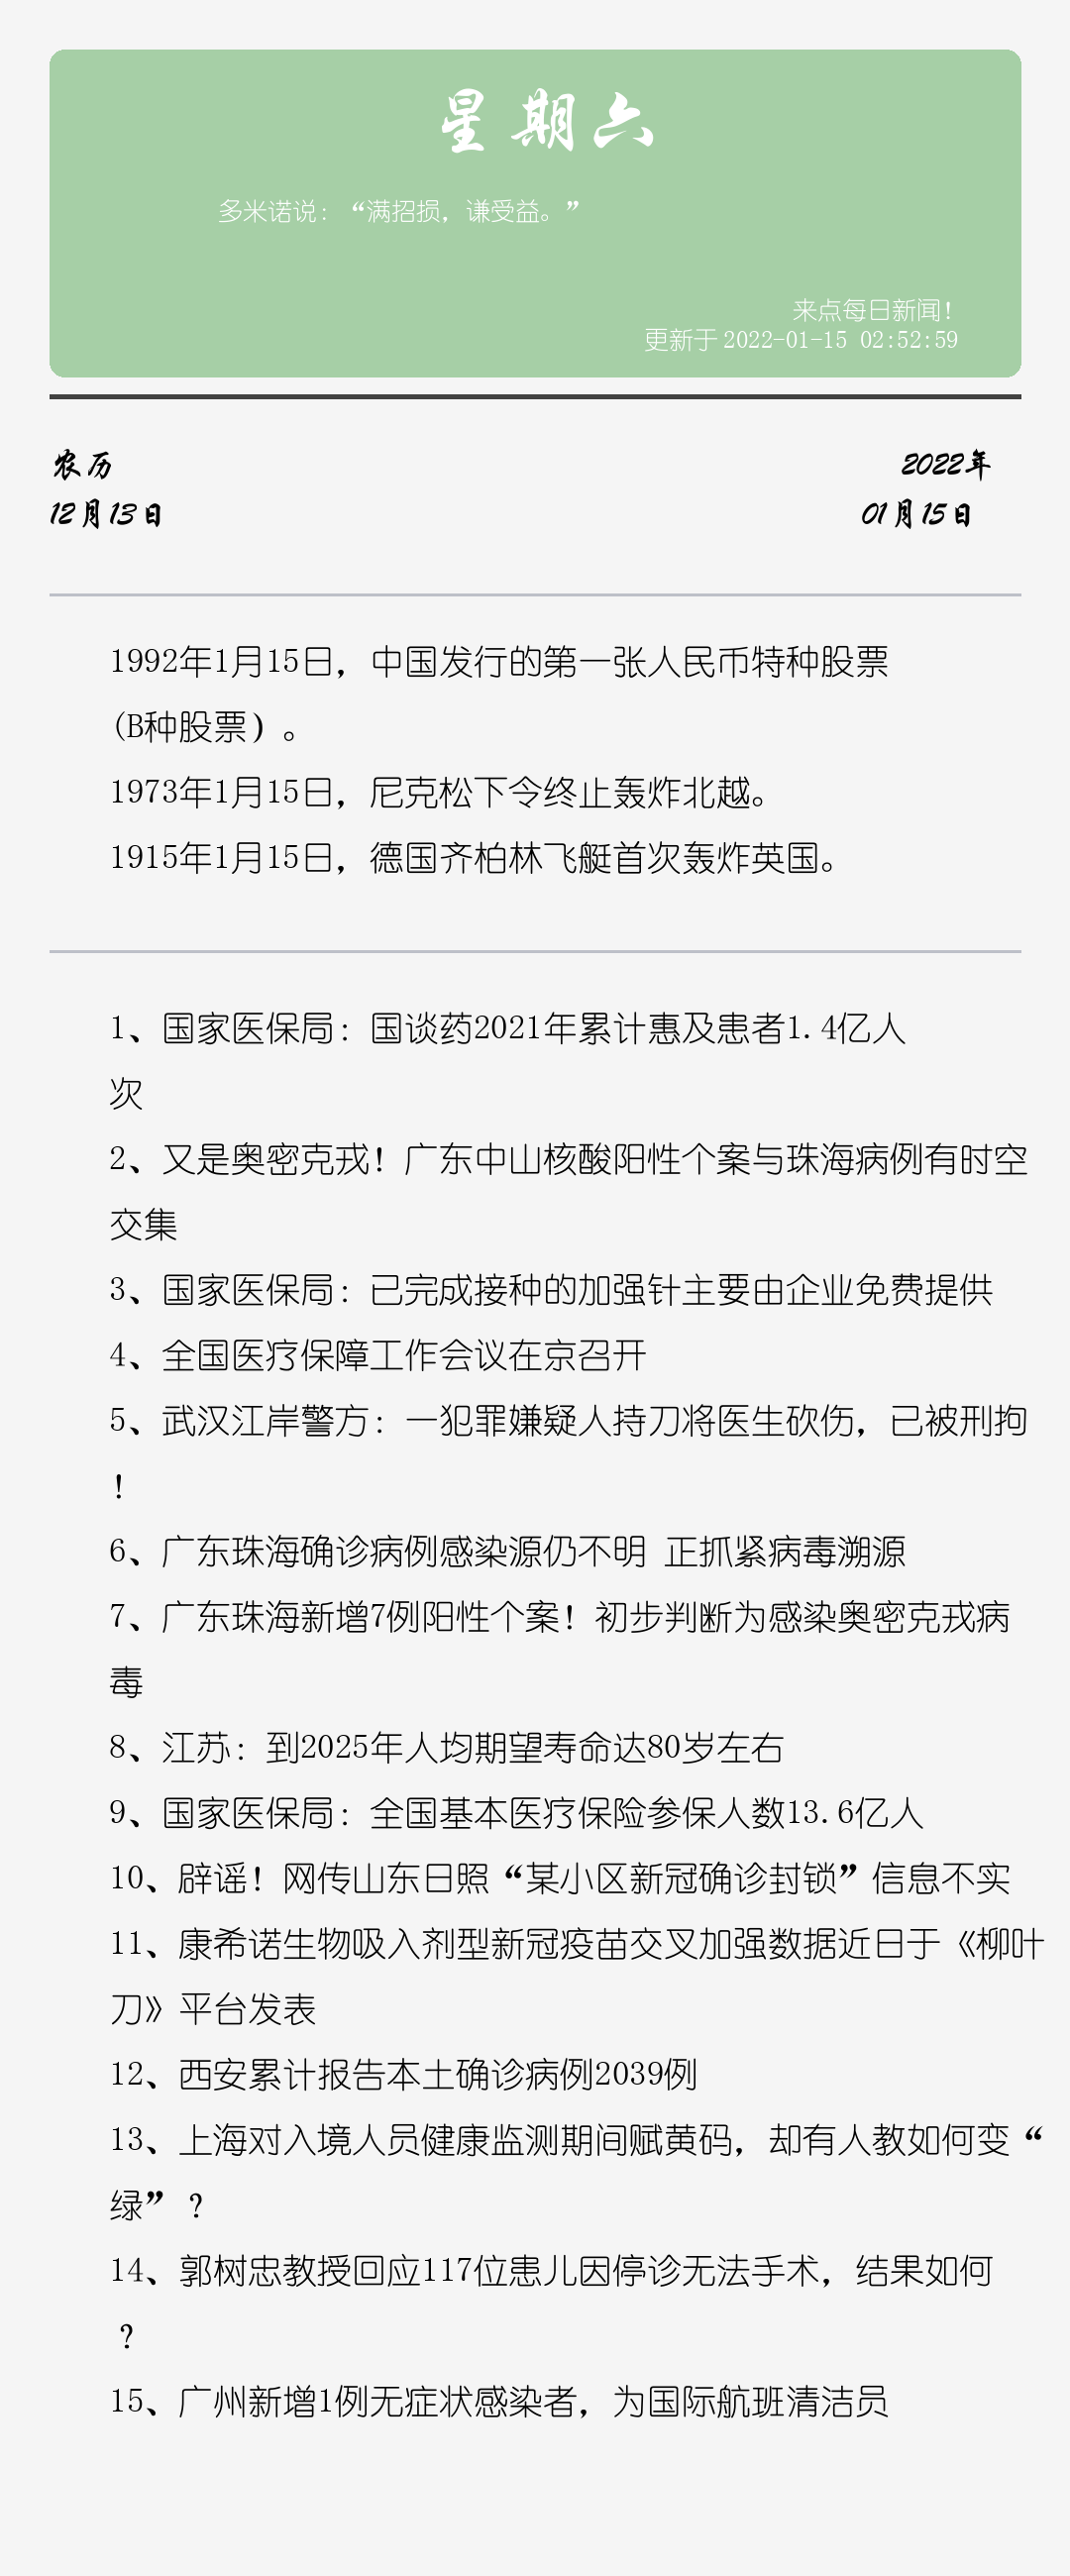 星期六
多米诺说：“满招损，谦受益。”
来点每日新闻！
更新于 2022-01-15 02:52:59
农历
2022年
12月13日
01月15日
1992年1月15日，中国发行的第一张人民币特种股票
(B种股票）。
1973年1月15日，尼克松下令终止轰炸北越。
1915年1月15日，德国齐柏林飞艇首次轰炸英国。
1、国家医保局：国谈药2021年累计惠及患者1.4亿人
次
2、又是奥密克戎！广东中山核酸阳性个案与珠海病例有时空
交集
3、国家医保局：已完成接种的加强针主要由企业免费提供
4、全国医疗保障工作会议在京召开
5、武汉江岸警方：一犯罪嫌疑人持刀将医生砍伤，已被刑拘
！
6、广东珠海确诊病例感染源仍不明 正抓紧病毒溯源
7、广东珠海新增7例阳性个案！初步判断为感染奥密克戎病
毒
8、江苏：到2025年人均期望寿命达80岁左右
9、国家医保局：全国基本医疗保险参保人数13.6亿人
10、辟谣！网传山东日照“某小区新冠确诊封锁”信息不实
11、康希诺生物吸入剂型新冠疫苗交叉加强数据近日于《柳叶
刀》平台发表
12、西安累计报告本土确诊病例2039例
13、上海对入境人员健康监测期间赋黄码，却有人教如何变“
绿”？
14、郭树忠教授回应117位患儿因停诊无法手术，结果如何
？
15、广州新增1例无症状感染者，为国际航班清洁员